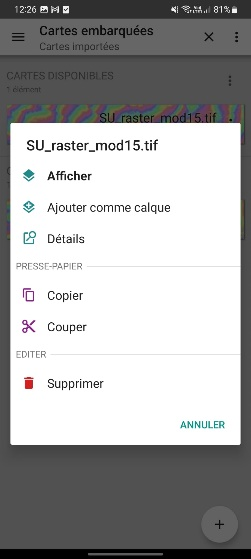 12:26
81%
Cartes embarquées
Cartes importées
CARTES DISPONIBLES
1 élément
SU_raster_mod15.tif
SU_raster_mod15.tif
Afficher
Ajouter comme calque
Détails
PRESSE-PAPIER
Copier
Couper
EDITER
Supprimer
ANNULER